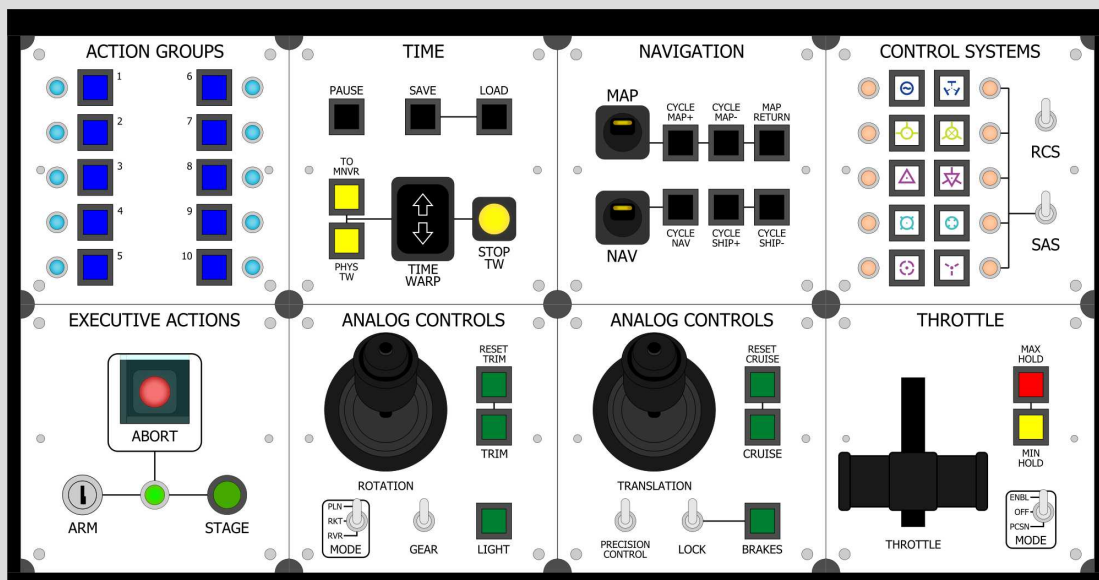 ACTION GROUPS
1
6
2
7
3
8
4
9
5
10
TIME
PAUSE
SAVE
LOAD
TO
MNVR
PHYS
TW
TIME
WARP
STOP
TW
NAVIGATION
MAP
CYCLE
MAP+
CYCLE
MAP-
MAP
RETURN
NAV
CYCLE
NAV
CYCLE
SHIP+
CYCLE
SHIP-
CONTROL SYSTEMS
RCS
SAS
EXECUTIVE ACTIONS
ABORT
ARM
STAGE
ANALOG CONTROLS
RESET
TRIM
TRIM
ROTATION
PLN
RKT
RVR
MODE
GEAR
LIGHT
ANALOG CONTROLS
RESET
CRUISE
CRUISE
TRANSLATION
PRECISION
CONTROL
LOCK
BRAKES
THROTTLE
MAX
HOLD
MIN
HOLD
THROTTLE
ENBL
OFF
PCSN
MODE